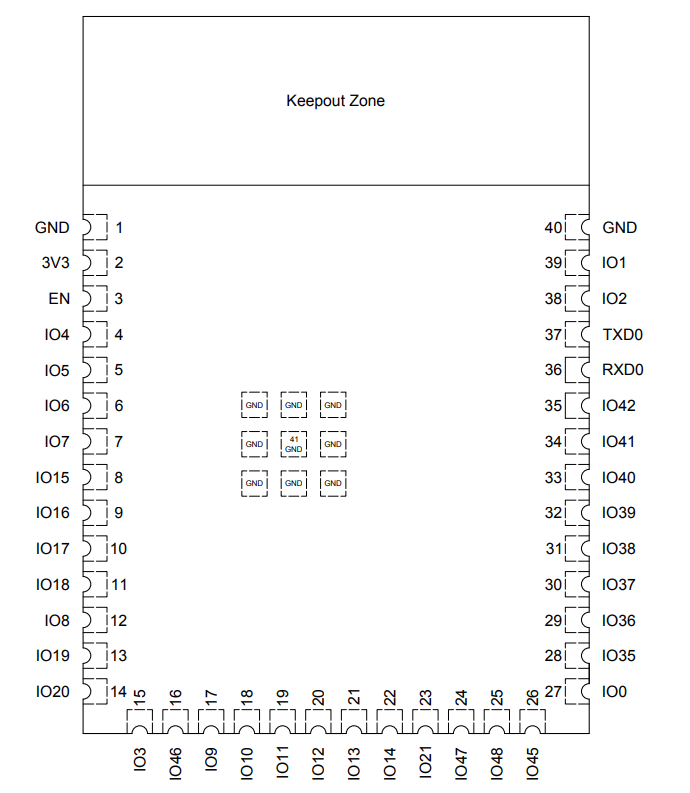 Keepout Zone
GND 1 40 GND
3V3 2 39 IO1
EN 3 38 IO2
IO4 4 37 TXD0
IO5 5 36 RXD0
IO6 6 GND GND GND 35 IO42
IO7 7 GND 41 GND GND 34 IO41
IO15 8 GND GND GND 33 IO40
IO16 9 32 IO39
IO17 10 31 IO38
IO18 11 30 IO37
IO8 12 29 IO36
IO19 13 28 IO35
IO20 14 27 IO0
15 16 17 18 19 20 21 22 23 24 25 26
IO3 IO46 IO9 IO10 IO11 IO12 IO13 IO14 IO21 IO47 IO48 IO45